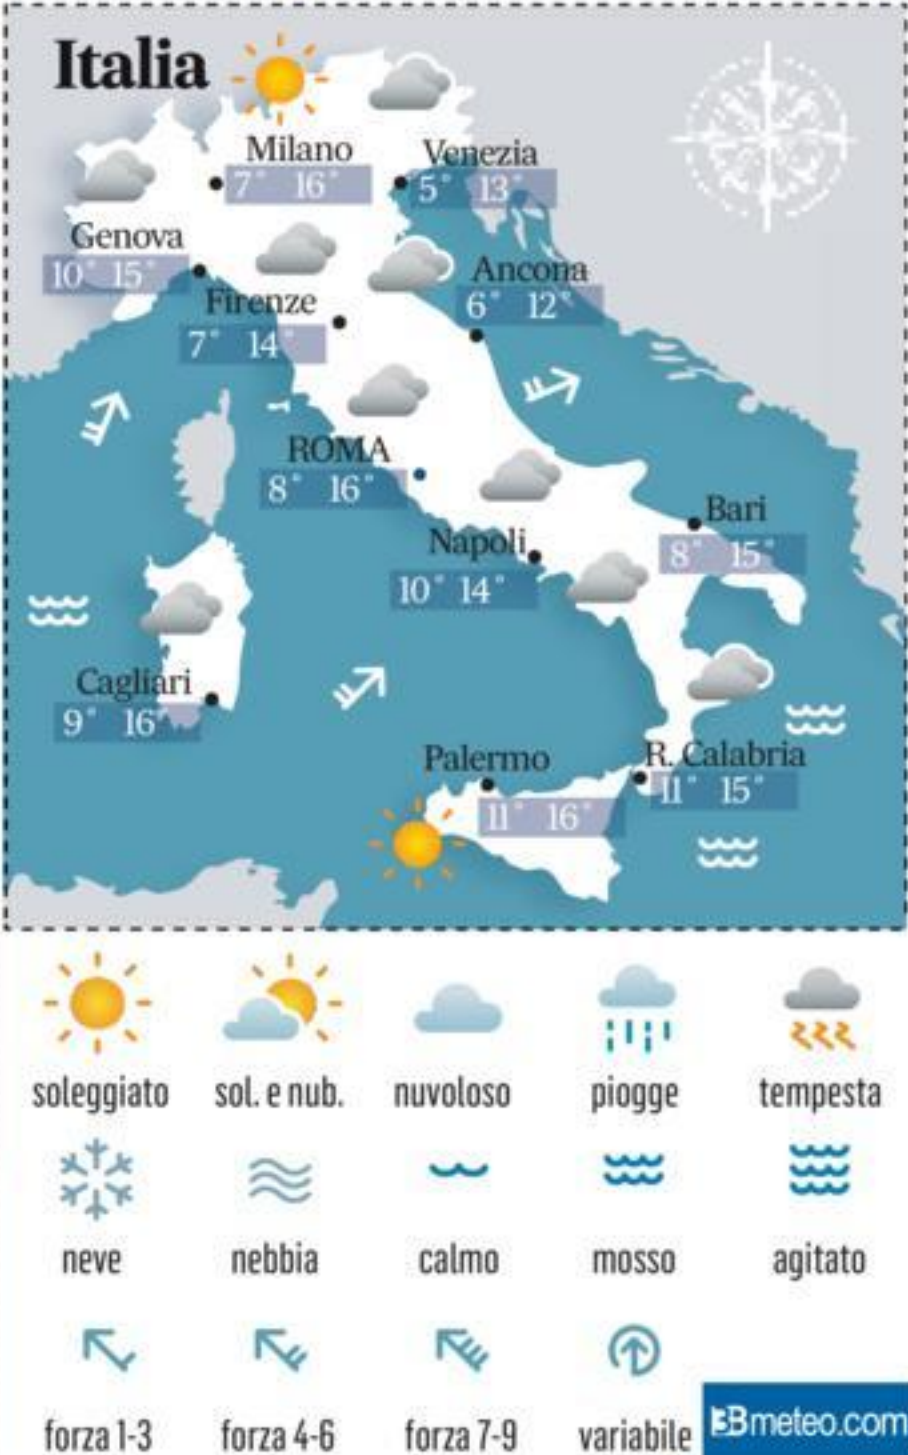 Italia
Milano
7° 16°
Venezia
5° 13°
Genova
10° 15°
Ancona
6° 12°
Firenze
7° 14°
ROMA
8° 16°
Bari
8° 15°
Napoli
10° 14°
Cagliari
9° 16°
Palermo
11° 16°
R. Calabria
11° 15°
soleggiato sol. e nub. nuvoloso piogge tempesta
neve nebbia calmo mosso agitato
forza 1-3 forza 4-6 forza 7-9 variabile
3Bmeteo.com